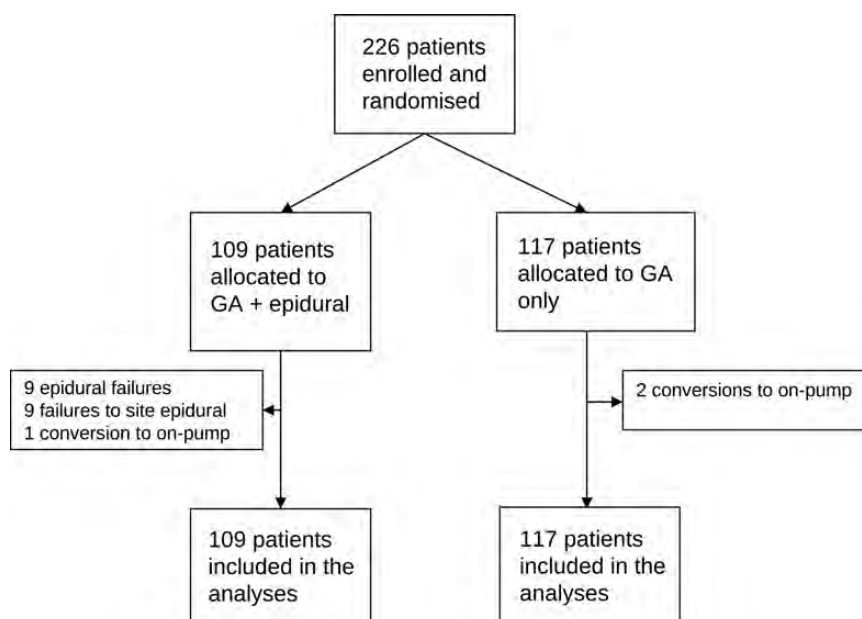 226 patients
enrolled and
randomised
109 patients
allocated to
GA + epidural
117 patients
allocated to GA
only
9 epidural failures
9 failures to site epidural
1 conversion to on-pump
2 conversions to on-pump
109 patients
included in the
analyses
117 patients
included in the
analyses